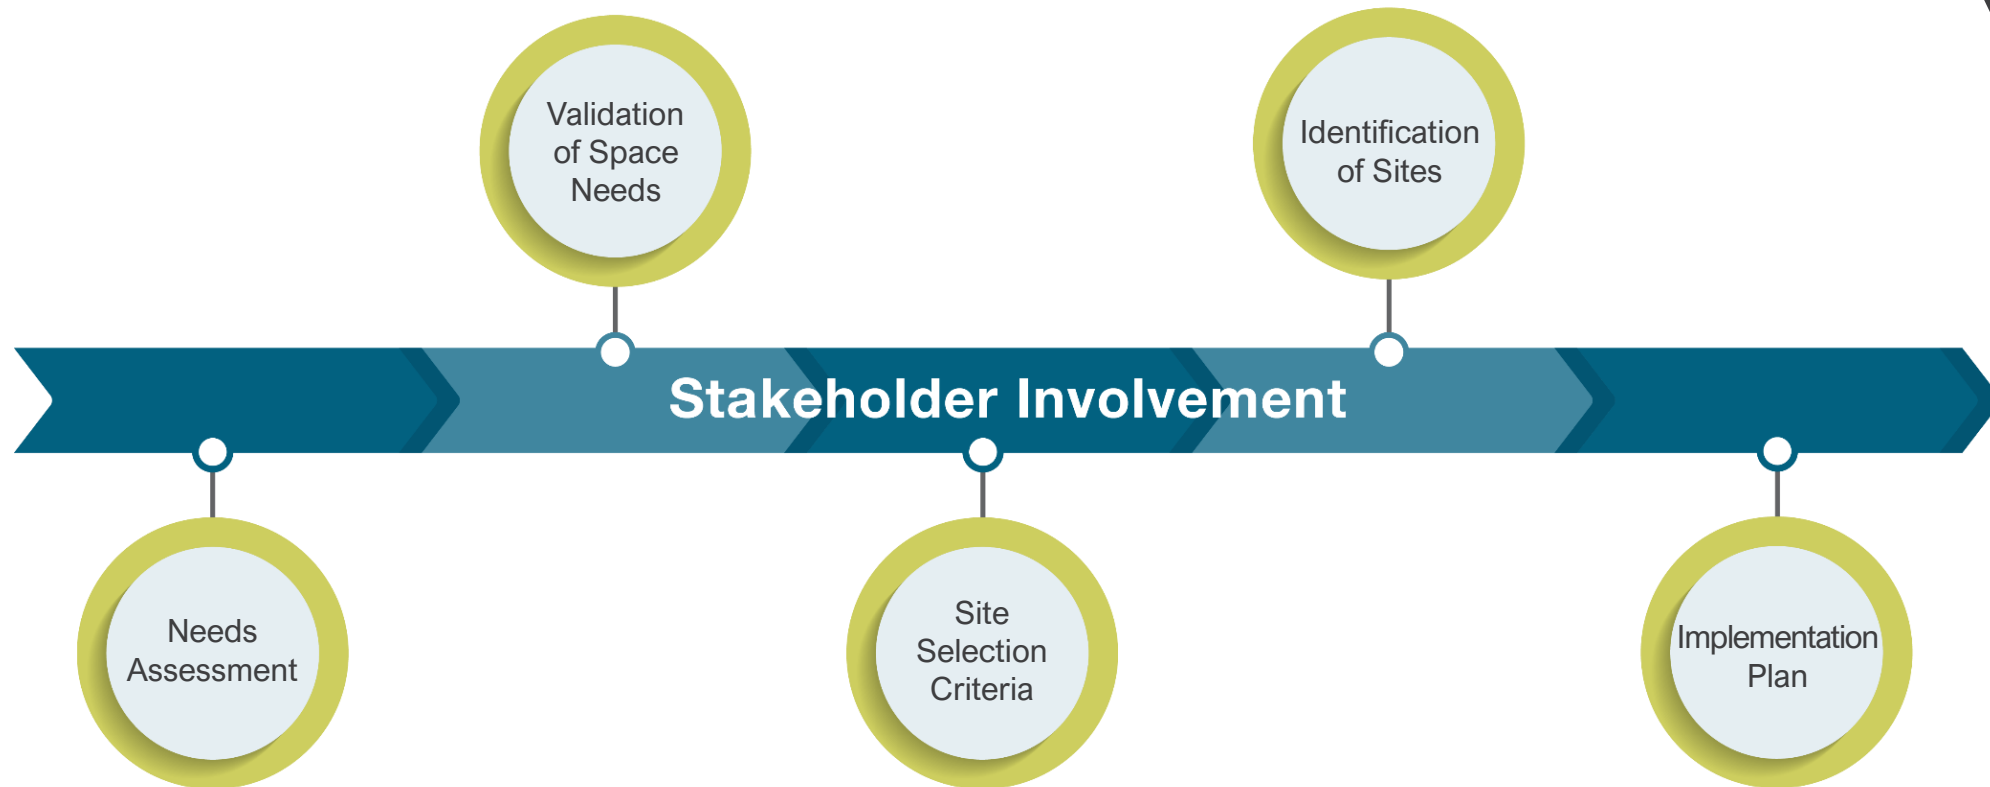 Validation
of Space
Needs
Identification
of Sites
Stakeholder Involvement
Needs
Assessment
Site
Selection
Criteria
Implementation
Plan